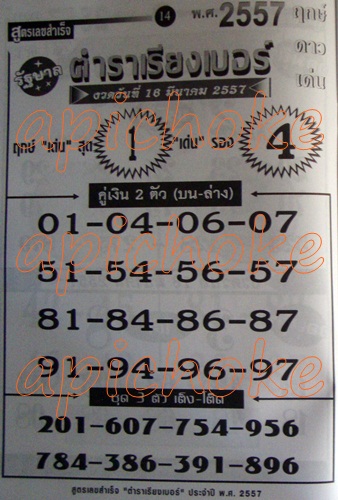 สูตรเลขสำเร็จ
14
พ.ศ. 2557
ฤกษ์
ดาว
เด่น
รัฐบาล
ตำราเรียงเบอร์
งวดวันที่ 16 มีนาคม 2557
ฤกษ์ "เด่น" สุด 1 "เด่น" รอง 4
คู่เงิน 2 ตัว (บน-ล่าง)
01-04-06-07
51-54-56-57
81-84-86-87
91-94-96-97
ชุด 3 ตัว เต็ง-โต๊ด
201-607-754-956
784-386-391-896
สูตรเลขสำเร็จ "ตำราเรียงเบอร์" ประจำปี พ.ศ. 2557
apichoke
apichoke
apichoke
apichoke